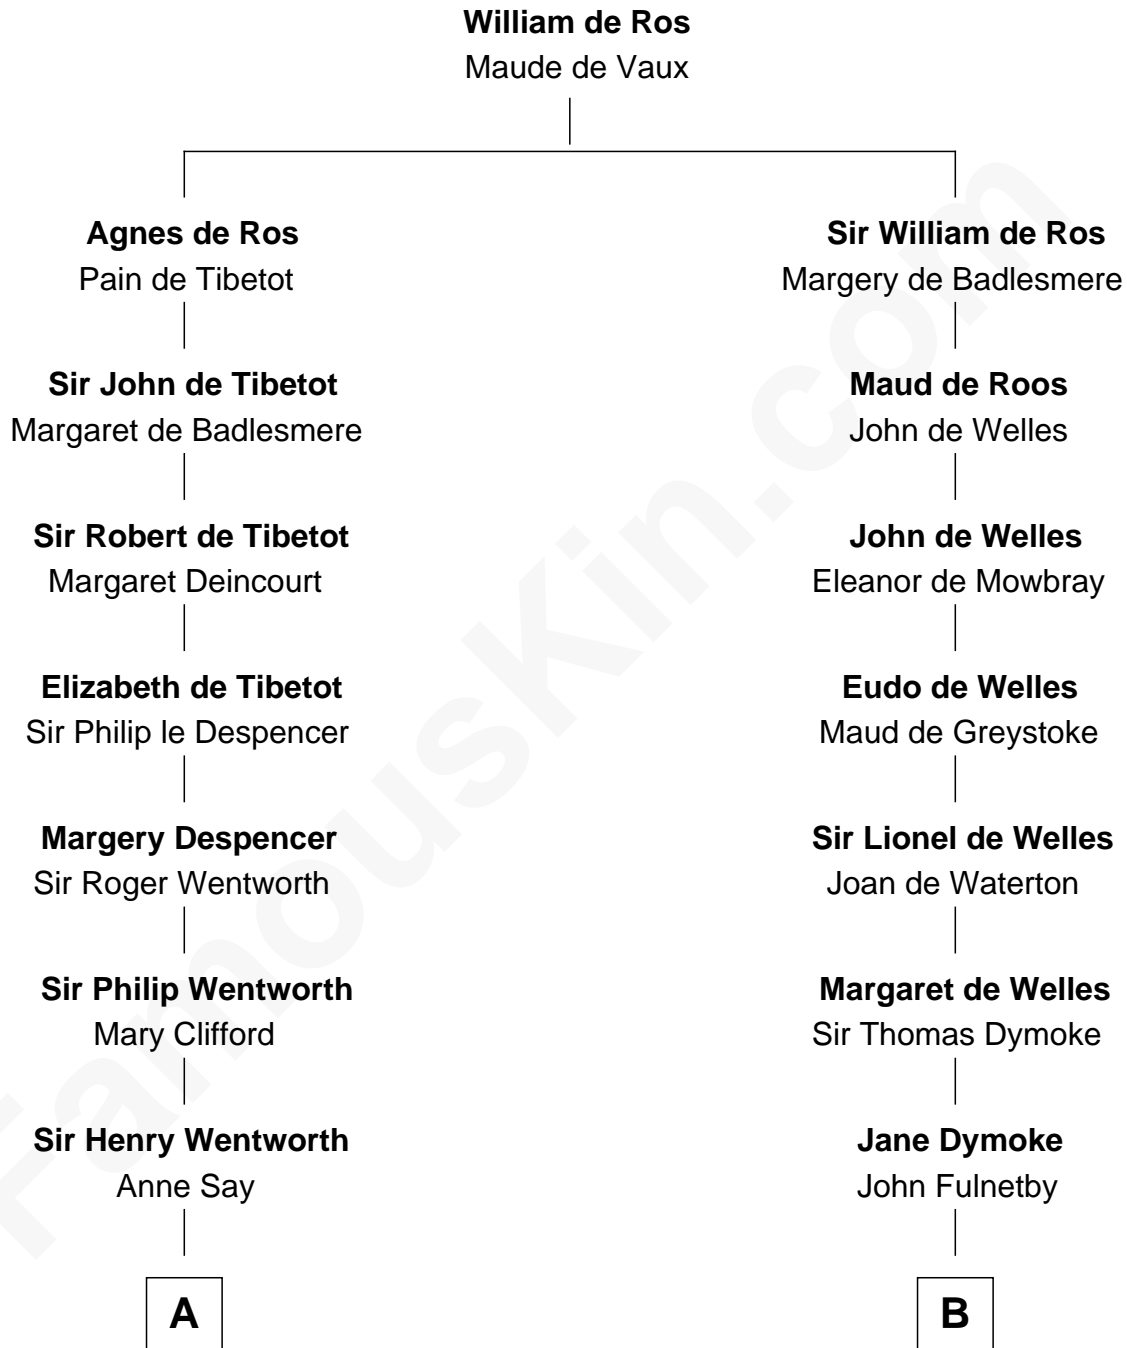 William de Ros
Maude de Vaux
Agnes de Ros
Pain de Tibetot
Sir William de Ros
Margery de Badlesmere
Sir John de Tibetot
Margaret de Badlesmere
Maud de Roos
John de Welles
Sir Robert de Tibetot
Margaret Deincourt
John de Welles
Eleanor de Mowbray
Elizabeth de Tibetot
Sir Philip le Despencer
Eudo de Welles
Maud de Greystoke
Margery Despencer
Sir Roger Wentworth
Sir Lionel de Welles
Joan de Waterton
Sir Philip Wentworth
Mary Clifford
Margaret de Welles
Sir Thomas Dymoke
Sir Henry Wentworth
Anne Say
Jane Dymoke
John Fulnetby
A
B
FamousKin.com